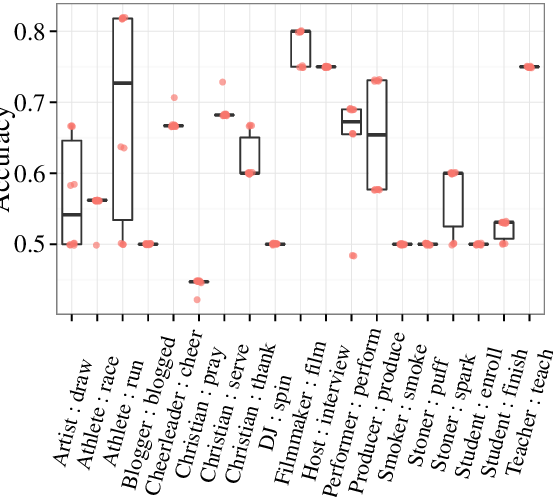 Accuracy
0.8
0.7
0.6
0.5
Artist : draw
Athlete : race
Athlete : run
Blogger : blogged
Cheerleader : cheer
Christian : pray
Christian : serve
Christian : thank
DJ : spin
Filmmaker : film
Host : interview
Performer : perform
Producer : produce
Smoker : smoke
Stoner : puff
Stoner : spark
Student : enroll
Student : finish
Teacher : teach